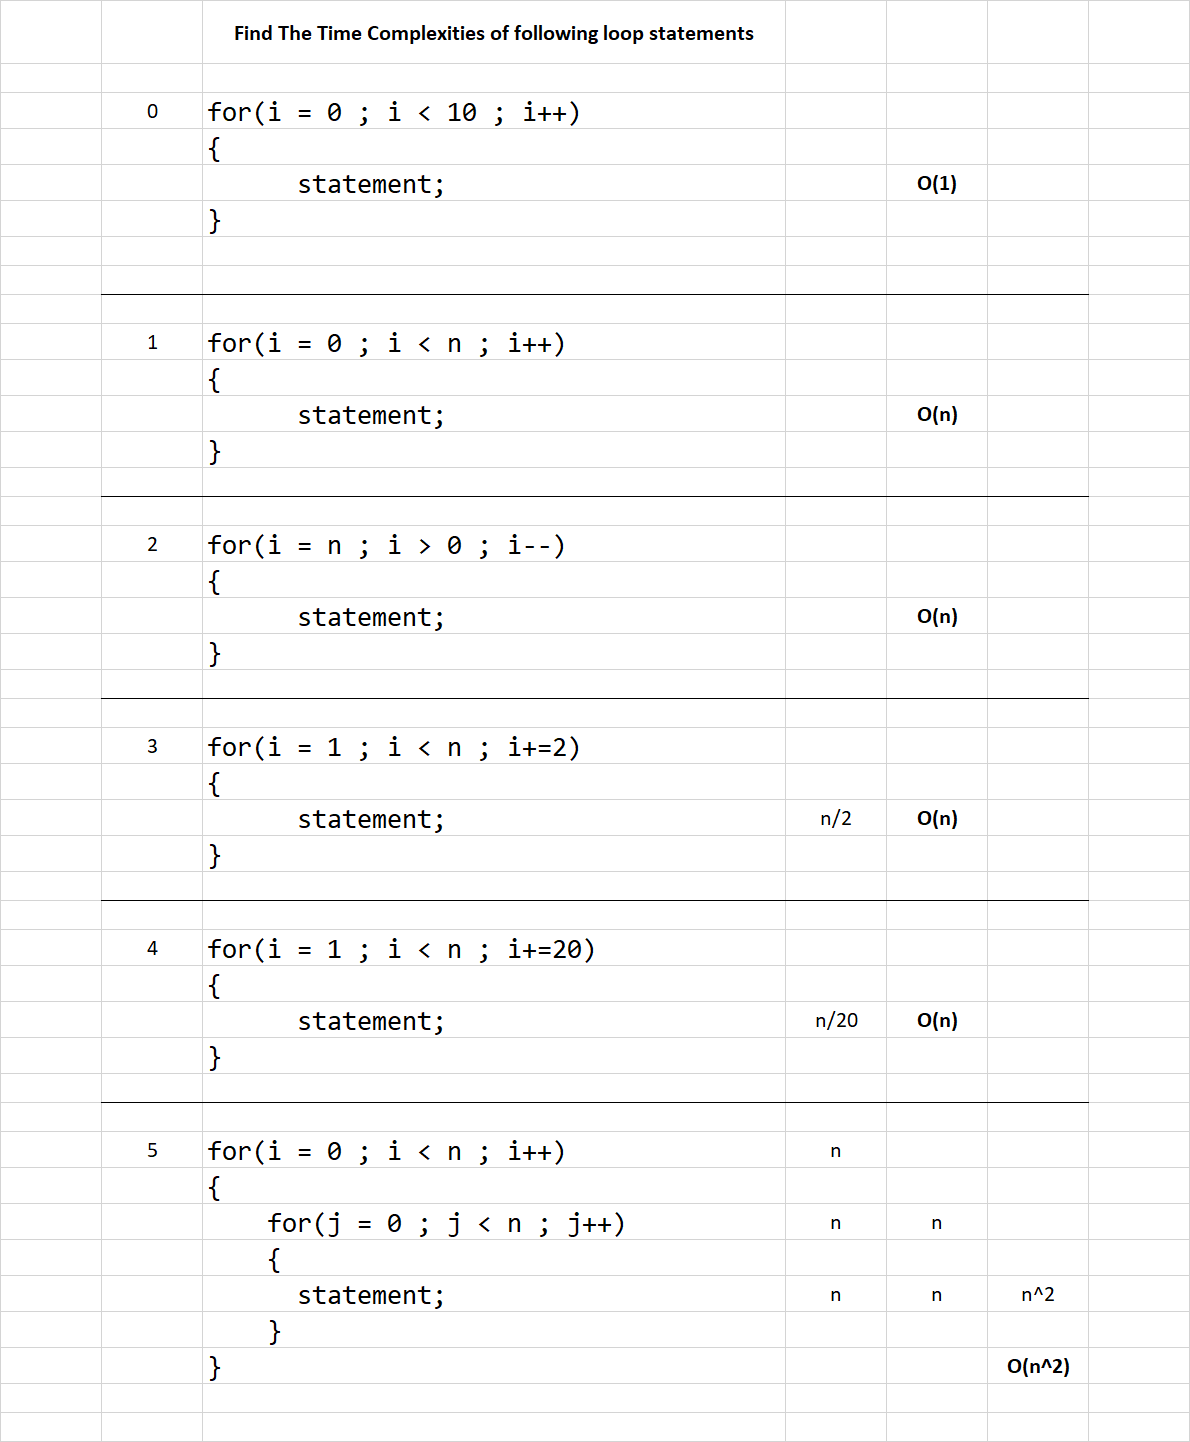 Find The Time Complexities of following loop statements
0 for(i = 0 ; i < 10 ; i++)
{
statement; O(1)
}
1 for(i = 0 ; i < n ; i++)
{
statement; O(n)
}
2 for(i = n ; i > 0 ; i--)
{
statement; O(n)
}
3 for(i = 1 ; i < n ; i+=2)
{
statement; n/2 O(n)
}
4 for(i = 1 ; i < n ; i+=20)
{
statement; n/20 O(n)
}
5 for(i = 0 ; i < n ; i++) n
{
for(j = 0 ; j < n ; j++) n n
{
statement; n n n^2
}
} O(n^2)